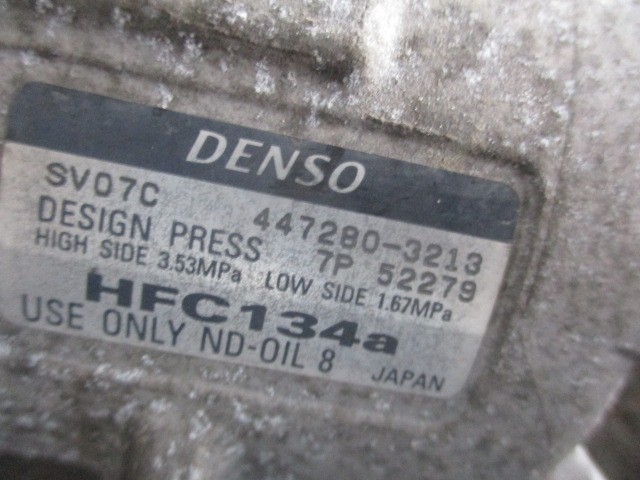 DENSO
SV07C 447280-3213
DESIGN PRESS 7P 52279
HIGH SIDE 3.53MPa LOW SIDE 1.67MPa
HFC134a
USE ONLY ND-OIL 8 JAPAN